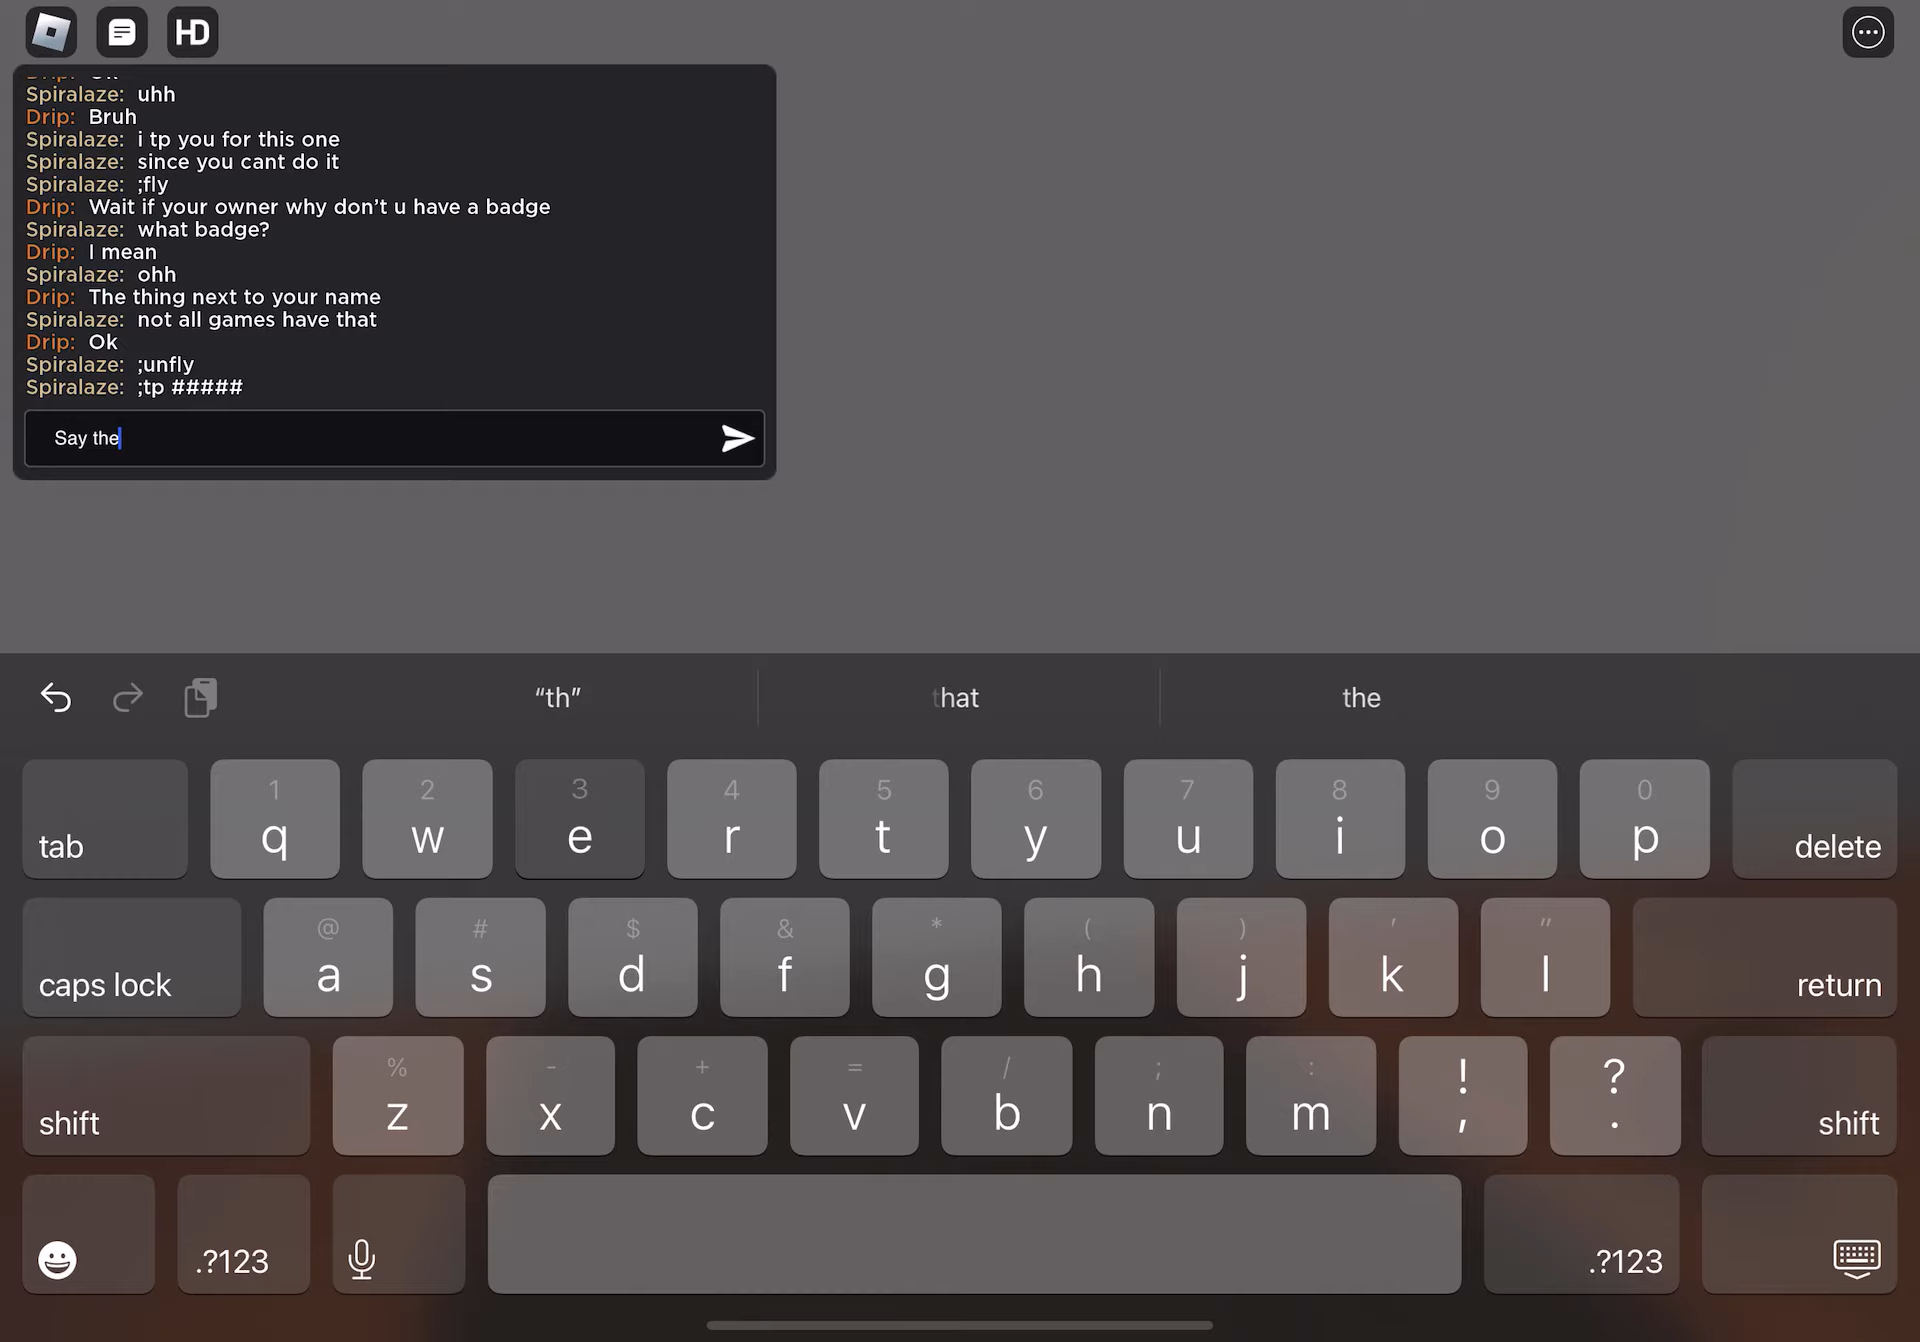 HD
Drip: Ok
Spiralaze: uhh
Drip: Bruh
Spiralaze: i tp you for this one
Spiralaze: since you cant do it
Spiralaze: ;fly
Drip: Wait if your owner why don’t u have a badge
Spiralaze: what badge?
Drip: I mean
Spiralaze: ohh
Drip: The thing next to your name
Spiralaze: not all games have that
Drip: Ok
Spiralaze: ;unfly
Spiralaze: ;tp #####
Say the
“th” that the
1 2 3 4 5 6 7 8 9 0
tab q w e r t y u i o p delete
@ # $ & * ( ) ' "
caps lock a s d f g h j k l return
% - + = / ; : ! ?
shift z x c v b n m , . shift
.?123 .?123